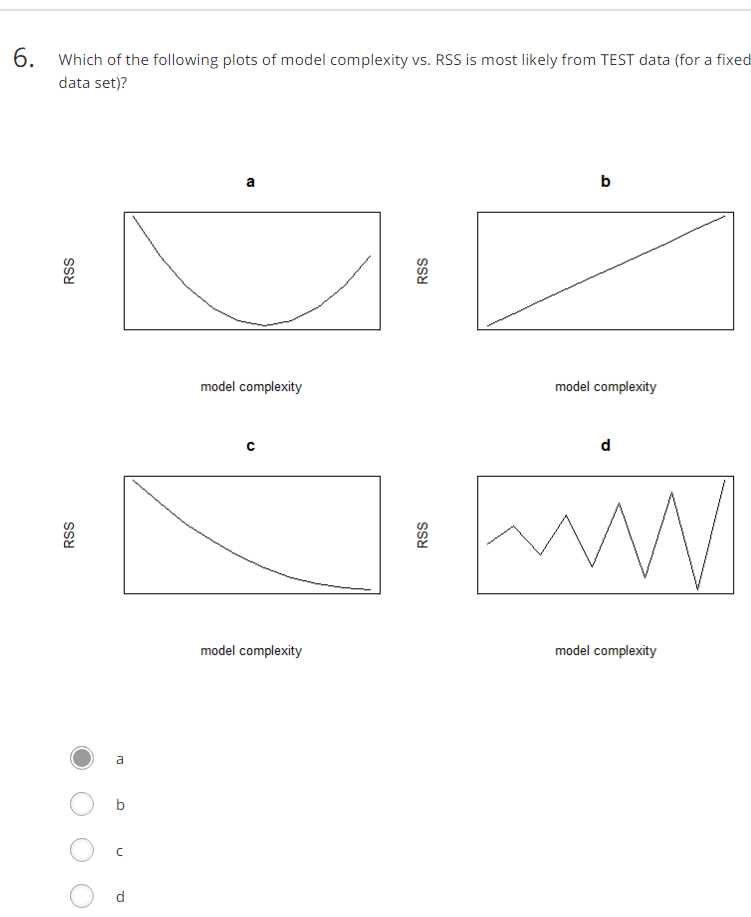 6. Which of the following plots of model complexity vs. RSS is most likely from TEST data (for a fixed
data set)?
a
b
RSS
RSS
model complexity
model complexity
c
d
RSS
RSS
model complexity
model complexity
a
b
c
d